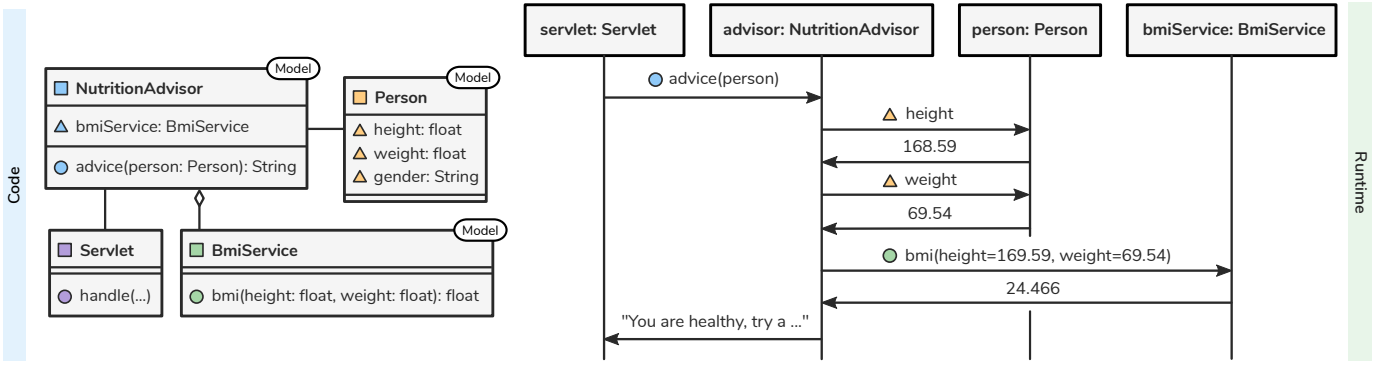 Code
Model
NutritionAdvisor
bmiService: BmiService
advice(person: Person): String
Model
Person
height: float
weight: float
gender: String
Servlet
handle(...)
Model
BmiService
bmi(height: float, weight: float): float
servlet: Servlet
advisor: NutritionAdvisor
person: Person
bmiService: BmiService
advice(person)
height
168.59
weight
69.54
bmi(height=169.59, weight=69.54)
24.466
"You are healthy, try a ..."
Runtime